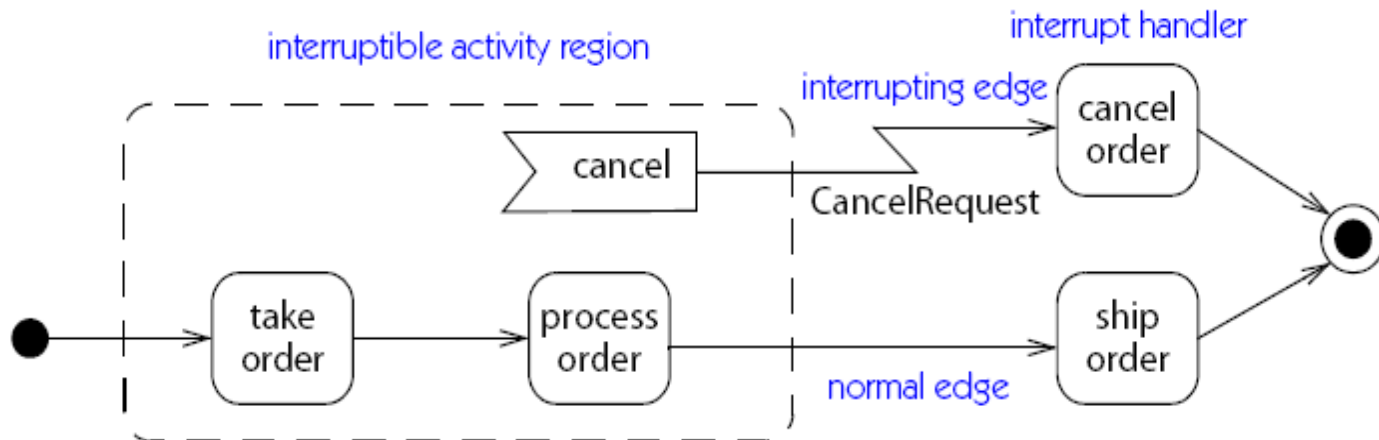 interrupt handler
interruptible activity region
interrupting edge
cancel
order
cancel
CancelRequest
take
order
process
order
ship
order
normal edge